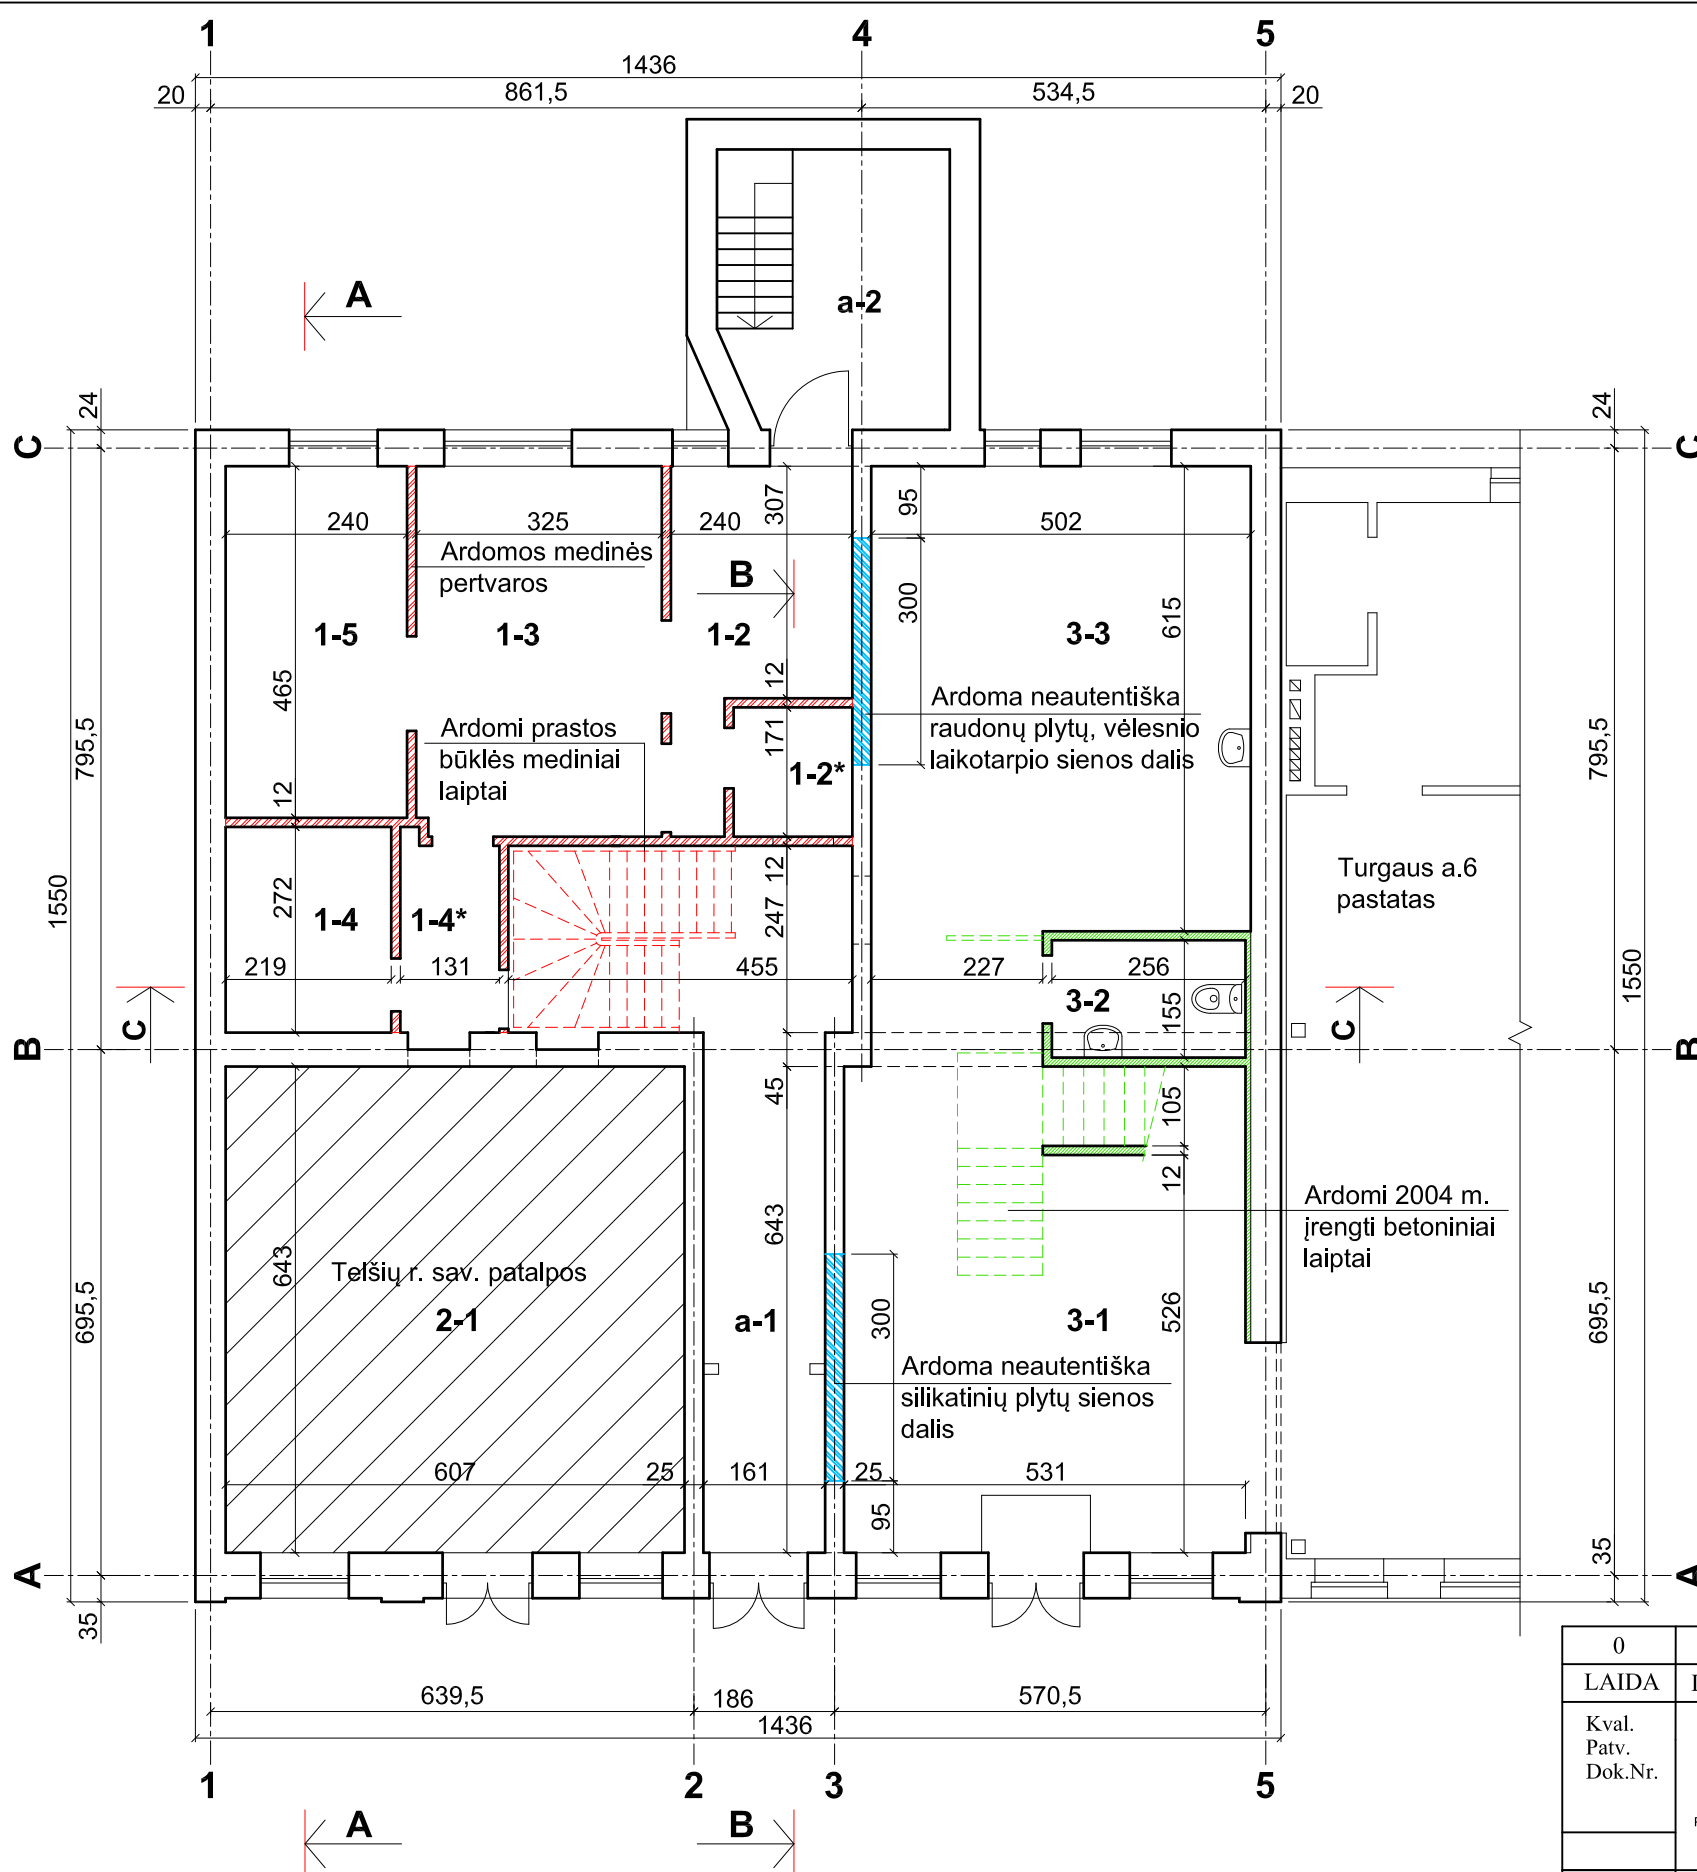 1 4 5
1436
20 861,5 534,5 20
A
a-2
24 24
C C
240 325 240 307 95 502
Ardomos medinės
pertvaros
B
300
615
1-5 1-3 1-2 3-3
465 12
Ardoma neautentiška
raudonų plytų, vėlesnio
laikotarpio sienos dalis
Ardomi prastos
būklės mediniai
laiptai
171
1-2*
795,5 795,5
12
12
Turgaus a.6
pastatas
1550 1550
272 247
1-4 1-4*
219 131 455 227 256
3-2
155
C C
B B
45 105
12
643
Ardomi 2004 m.
įrengti betoniniai
laiptai
643
Telšių r. sav. patalpos
2-1 a-1 3-1
300 526
695,5 695,5
Ardoma neautentiška
silikatinių plytų sienos
dalis
607 25 161 25 531
95
35
A A
35
0
LAIDA
Kval.
Patv.
Dok.Nr.
639,5 186 570,5
1436
1 2 3 5
A B